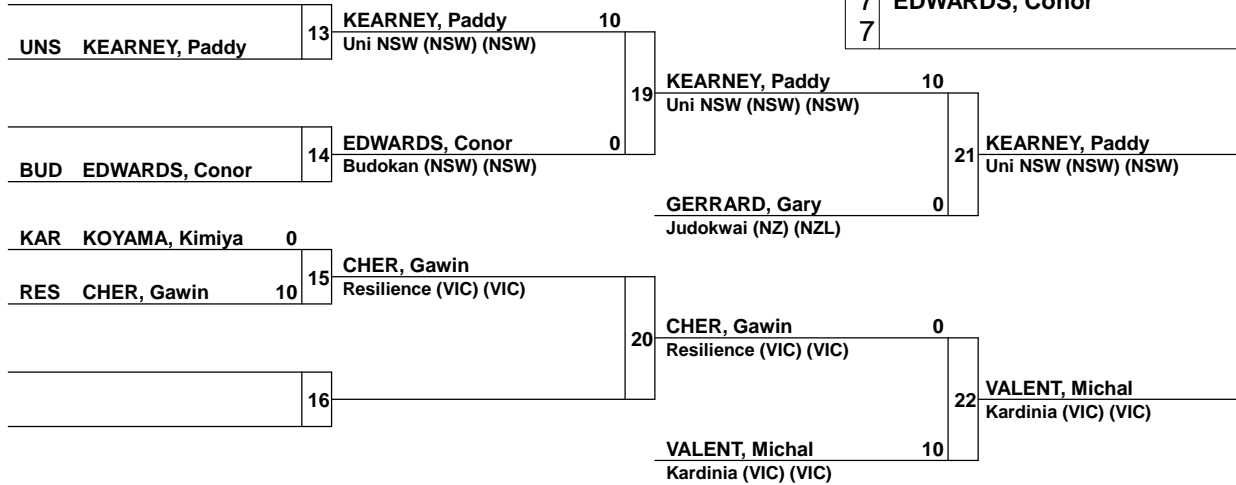 7 EDWARDS, Conor
7
KEARNEY, Paddy 10
13
UNS KEARNEY, Paddy
Uni NSW (NSW) (NSW)
KEARNEY, Paddy 10
19
Uni NSW (NSW) (NSW)
EDWARDS, Conor 0
14
BUD EDWARDS, Conor
Budokan (NSW) (NSW)
KEARNEY, Paddy
21
Uni NSW (NSW) (NSW)
GERRARD, Gary 0
Judokwai (NZ) (NZL)
KAR KOYAMA, Kimiya 0
CHER, Gawin
15
RES CHER, Gawin 10
Resilience (VIC) (VIC)
CHER, Gawin 0
20
Resilience (VIC) (VIC)
16
VALENT, Michal
22
Kardinia (VIC) (VIC)
VALENT, Michal 10
Kardinia (VIC) (VIC)